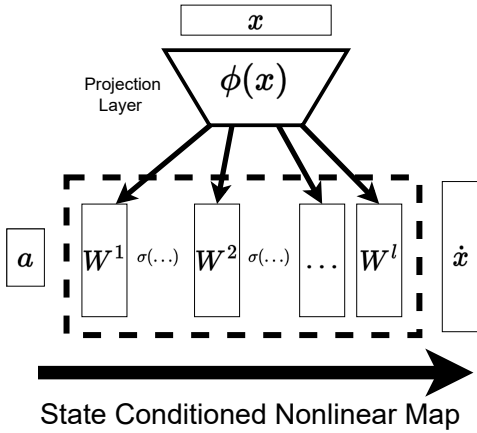 x
ϕ(x)
Projection
Layer
a
W¹ σ(...) W² σ(...) ... Wˡ
ẋ
State Conditioned Nonlinear Map